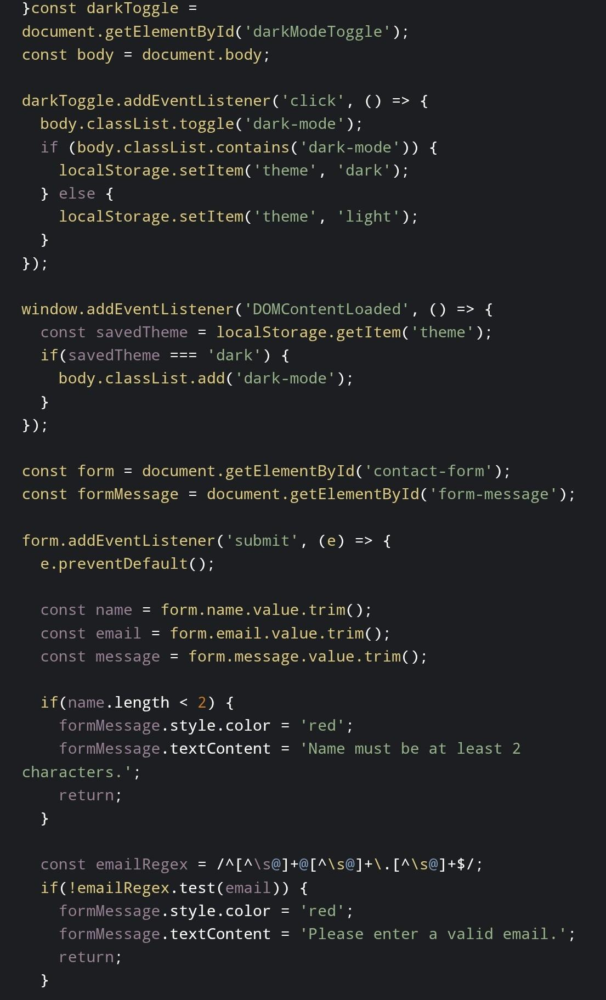 }const darkToggle =
document.getElementById('darkModeToggle');
const body = document.body;

darkToggle.addEventListener('click', () => {
  body.classList.toggle('dark-mode');
  if (body.classList.contains('dark-mode')) {
    localStorage.setItem('theme', 'dark');
  } else {
    localStorage.setItem('theme', 'light');
  }
});

window.addEventListener('DOMContentLoaded', () => {
  const savedTheme = localStorage.getItem('theme');
  if(savedTheme === 'dark') {
    body.classList.add('dark-mode');
  }
});

const form = document.getElementById('contact-form');
const formMessage = document.getElementById('form-message');

form.addEventListener('submit', (e) => {
  e.preventDefault();

  const name = form.name.value.trim();
  const email = form.email.value.trim();
  const message = form.message.value.trim();

  if(name.length < 2) {
    formMessage.style.color = 'red';
    formMessage.textContent = 'Name must be at least 2
characters.';
    return;
  }

  const emailRegex = /^[^\s@]+@[^\s@]+\.[^\s@]+$/;
  if(!emailRegex.test(email)) {
    formMessage.style.color = 'red';
    formMessage.textContent = 'Please enter a valid email.';
    return;
  }